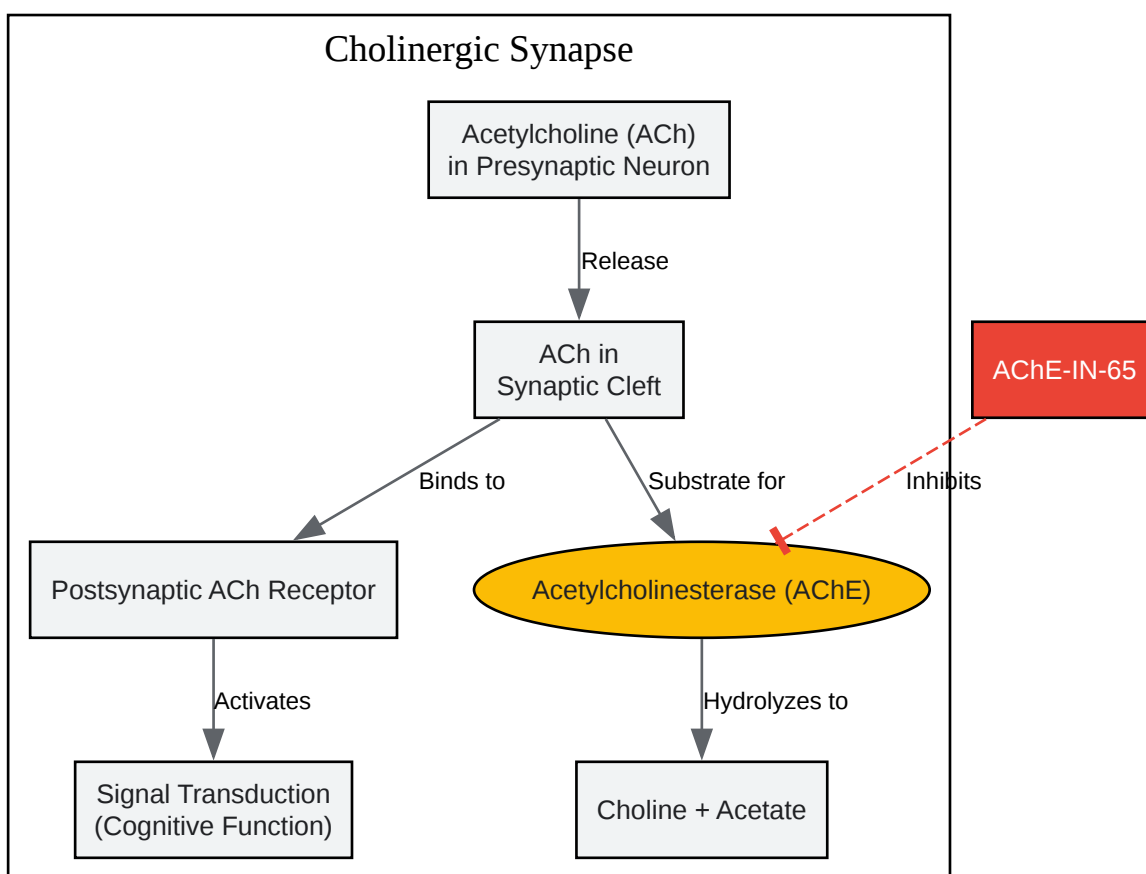 Cholinergic Synapse
Acetylcholine (ACh)
in Presynaptic Neuron
Release
ACh in
Synaptic Cleft
AChE-IN-65
Binds to
Substrate for
Inhibits
Postsynaptic ACh Receptor
Acetylcholinesterase (AChE)
Activates
Hydrolyzes to
Signal Transduction
(Cognitive Function)
Choline + Acetate